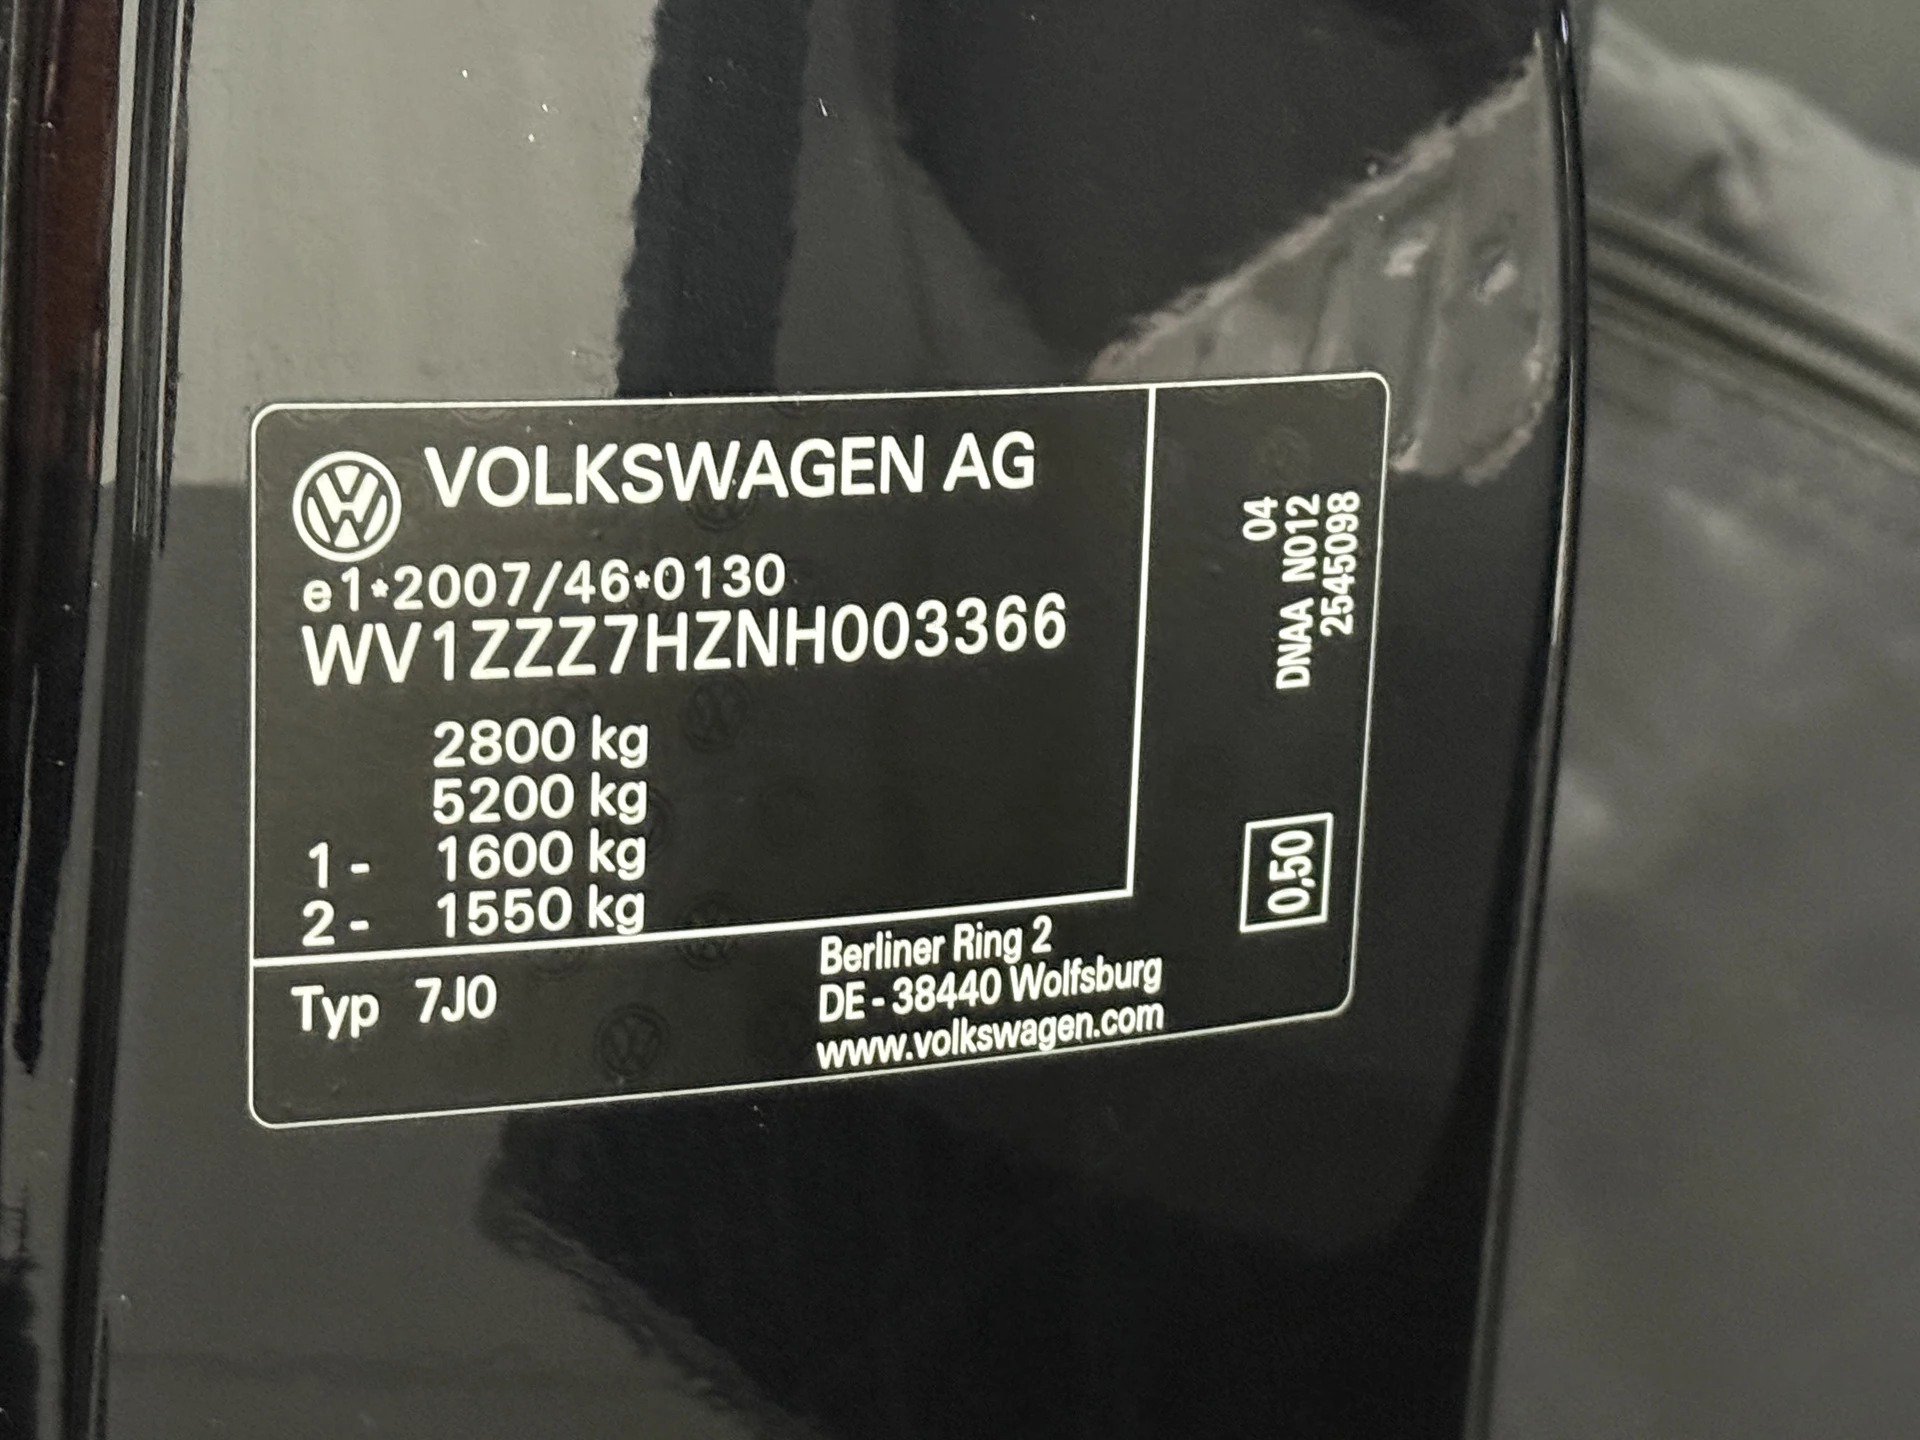 VOLKSWAGEN AG
e1*2007/46*0130
WV1ZZZ7HZNH003366
2800 kg
5200 kg
1 - 1600 kg
2 - 1550 kg
Typ 7J0
Berliner Ring 2
DE - 38440 Wolfsburg
www.volkswagen.com
04
DNAA N012
2545098
0,50